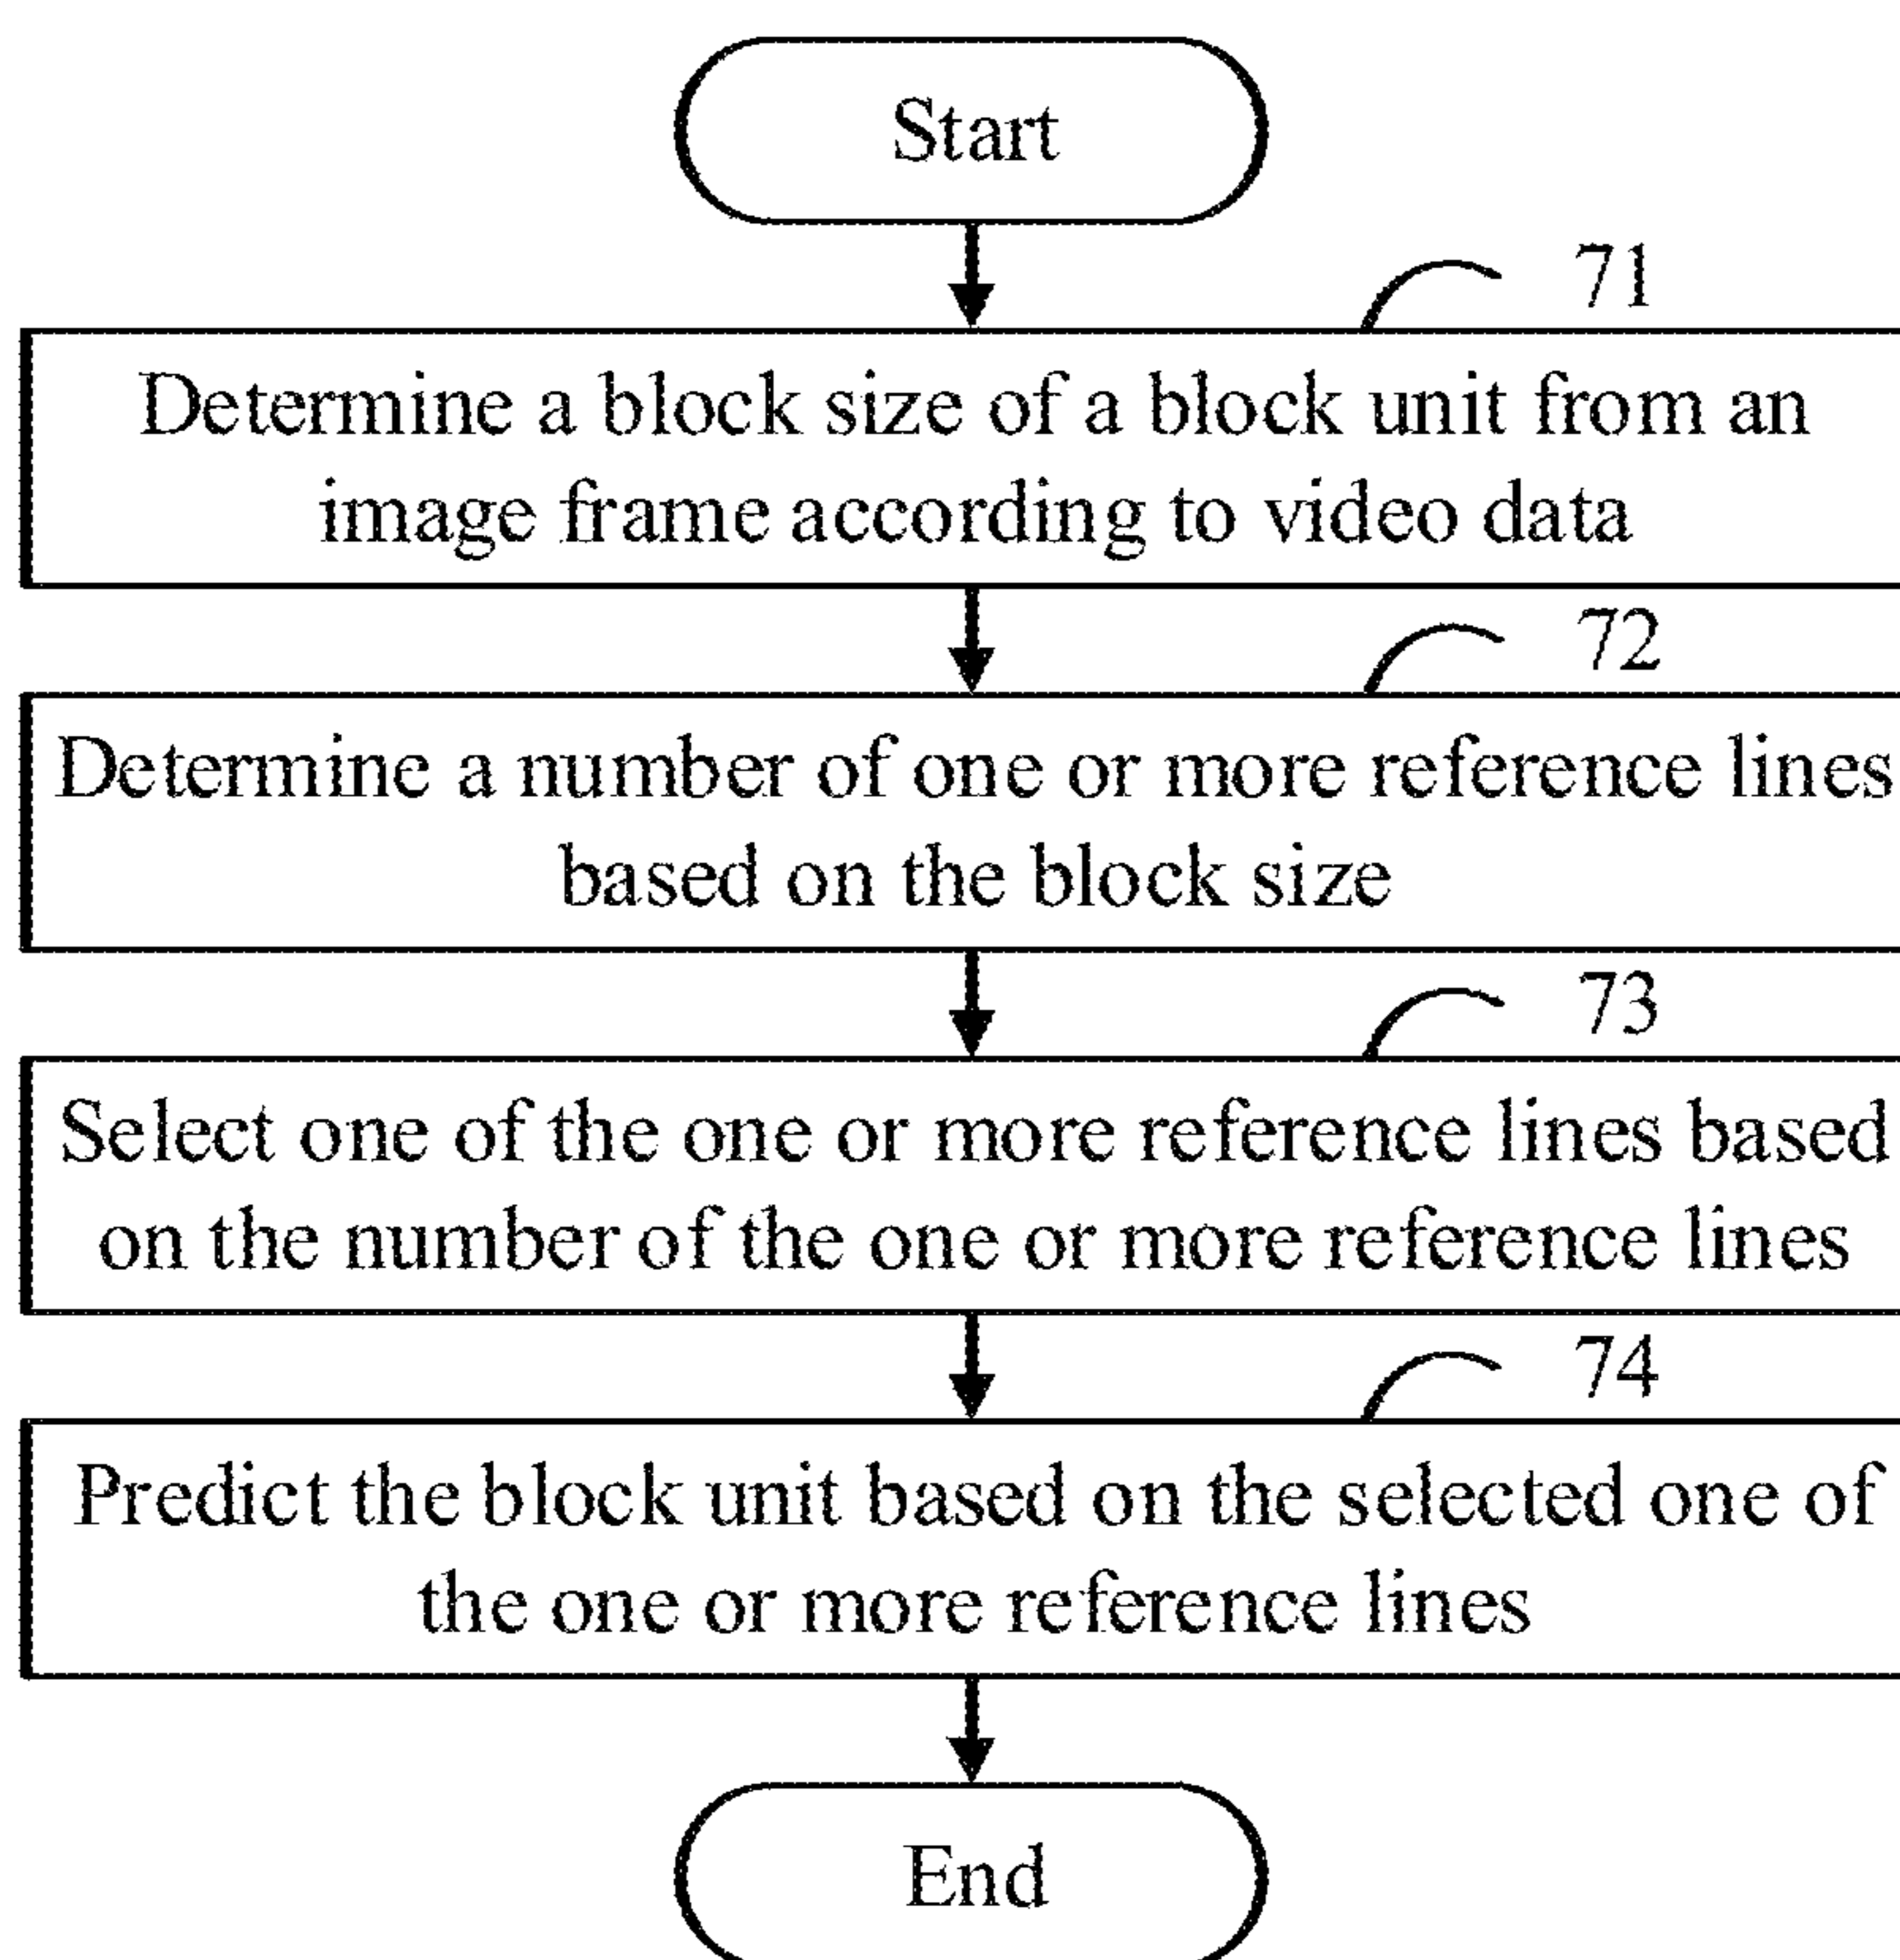 Start
71
Determine a block size of a block unit from an
image frame according to video data
72
Determine a number of one or more reference lines
based on the block size
73
Select one of the one or more reference lines based
on the number of the one or more reference lines
74
Predict the block unit based on the selected one of
the one or more reference lines
End